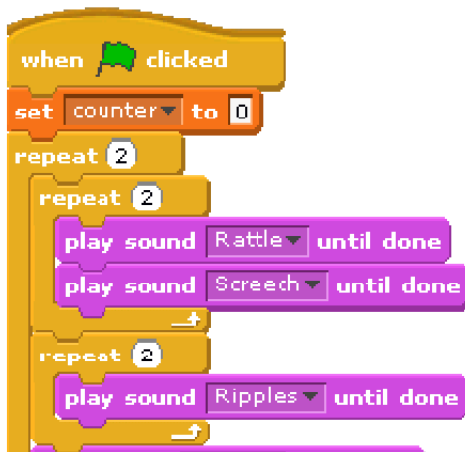 when clicked
set counter to 0
repeat 2
repeat 2
play sound Rattle until done
play sound Screech until done
repeat 2
play sound Ripples until done